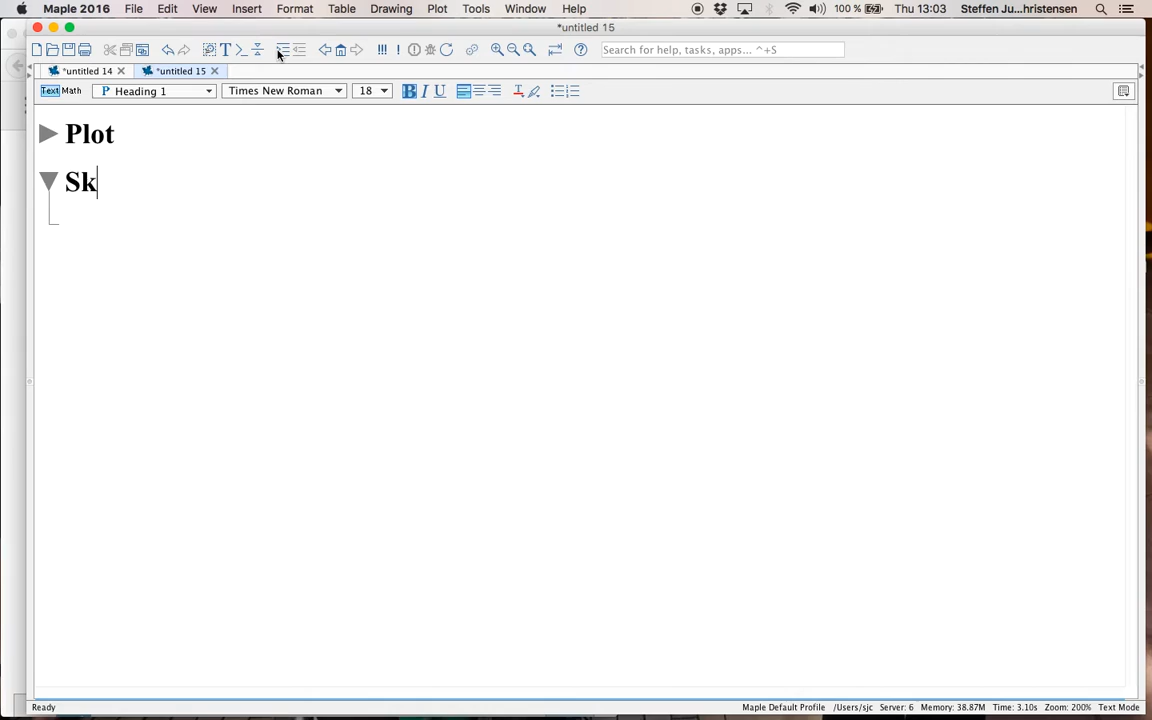 Maple 2016 File Edit View Insert Format Table Drawing Plot Tools Window Help 100 % Thu 13:03 Steffen Ju...hristensen
*untitled 15
Search for help, tasks, apps... ^+S
*untitled 14 *untitled 15
Text Math P Heading 1 Times New Roman 18 B I U
Plot
Sk
Ready Maple Default Profile /Users/sjc Server: 6 Memory: 38.87M Time: 3.10s Zoom: 200% Text Mode